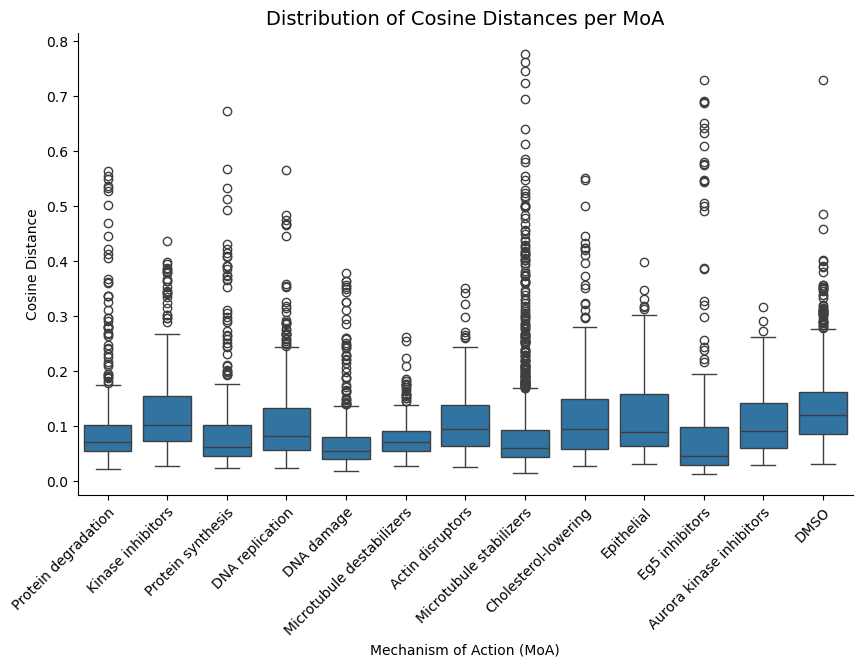 Distribution of Cosine Distances per MoA
Cosine Distance
0.8
0.7
0.6
0.5
0.4
0.3
0.2
0.1
0.0
Protein degradation
Kinase inhibitors
Protein synthesis
DNA replication
DNA damage
Microtubule destabilizers
Actin disruptors
Microtubule stabilizers
Cholesterol-lowering
Epithelial
Eg5 inhibitors
Aurora kinase inhibitors
DMSO
Mechanism of Action (MoA)